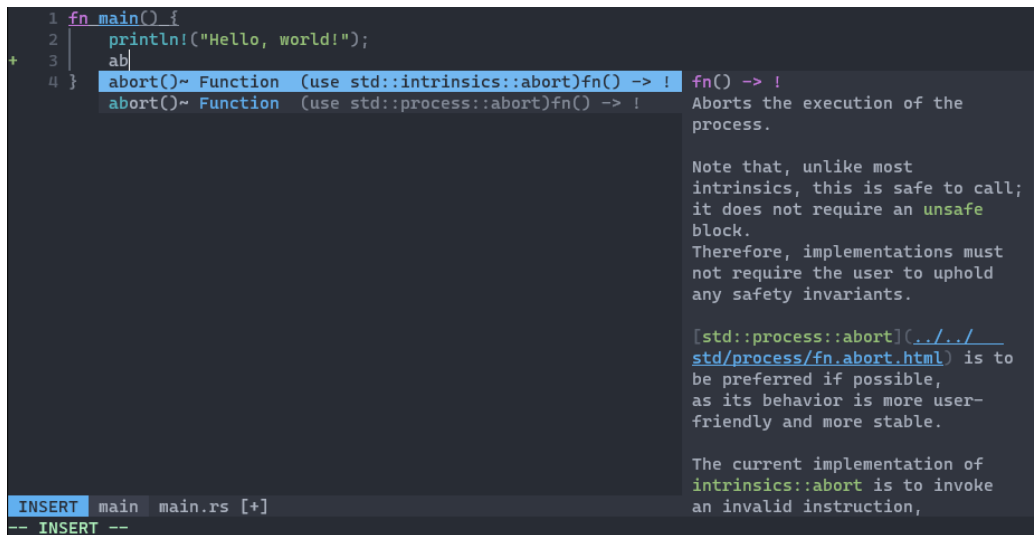 1 fn main() {
2 println!("Hello, world!");
+ 3 ab
4 }
abort()~ Function (use std::intrinsics::abort)fn() -> !
abort()~ Function (use std::process::abort)fn() -> !
fn() -> !
Aborts the execution of the
process.
Note that, unlike most
intrinsics, this is safe to call;
it does not require an unsafe
block.
Therefore, implementations must
not require the user to uphold
any safety invariants.
[std::process::abort](../../
std/process/fn.abort.html) is to
be preferred if possible,
as its behavior is more user-
friendly and more stable.
The current implementation of
intrinsics::abort is to invoke
an invalid instruction,
INSERT main main.rs [+]
-- INSERT --